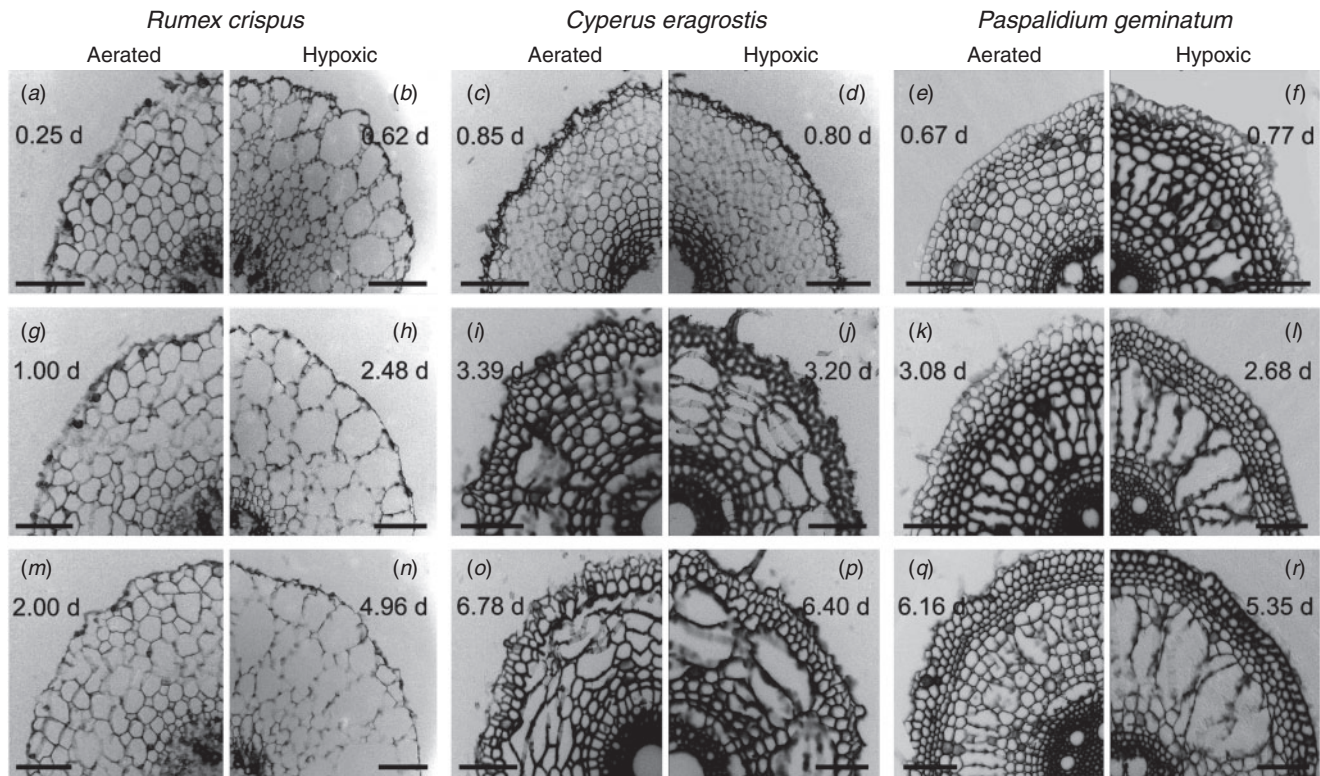 Rumex crispus Cyperus eragrostis Paspalidium geminatum
Aerated Hypoxic Aerated Hypoxic Aerated Hypoxic
(a) (b) (c) (d) (e) (f)
0.25 d 0.62 d 0.85 d 0.80 d 0.67 d 0.77 d
(g) (h) (i) (j) (k) (l)
1.00 d 2.48 d 3.39 d 3.20 d 3.08 d 2.68 d
(m) (n) (o) (p) (q) (r)
2.00 d 4.96 d 6.78 d 6.40 d 6.16 d 5.35 d